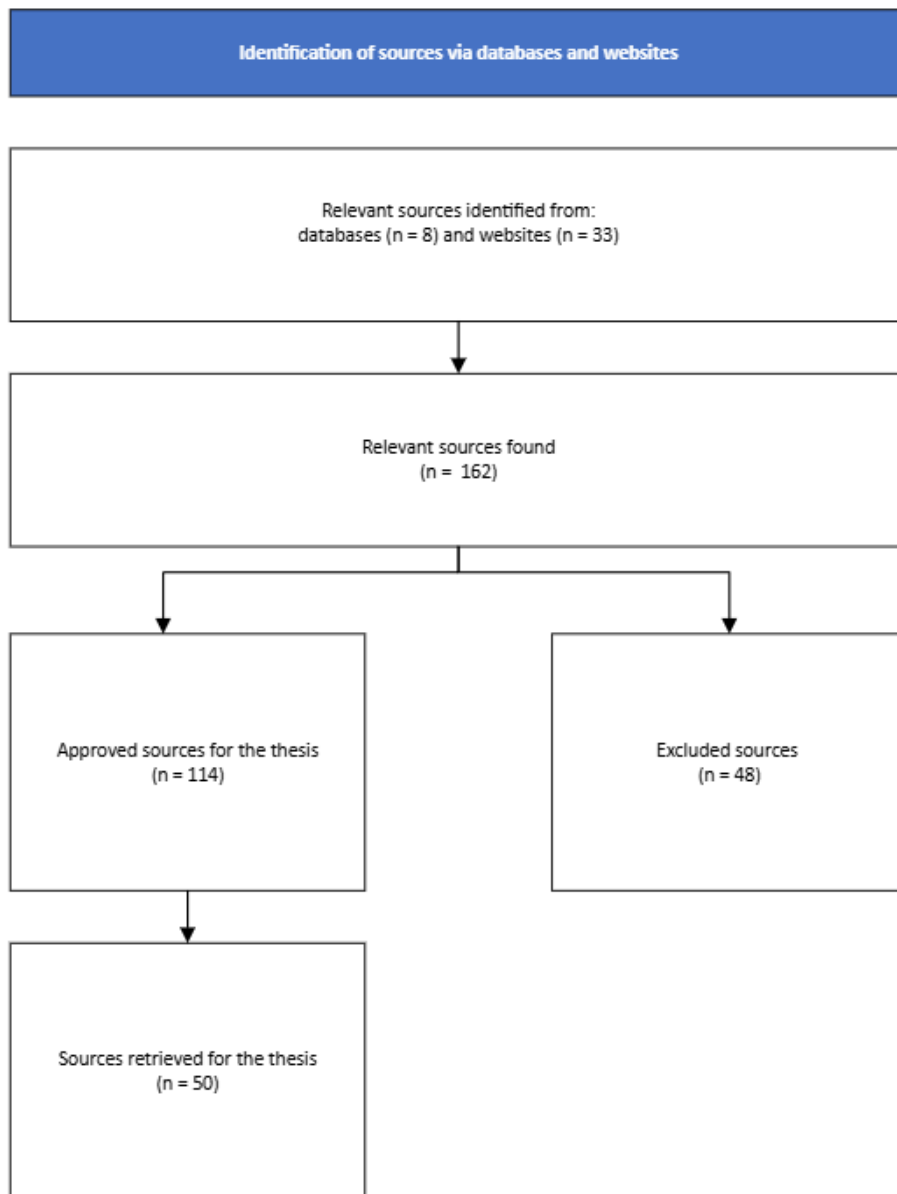 Identification of sources via databases and websites
Relevant sources identified from:
databases (n = 8) and websites (n = 33)
Relevant sources found
(n =  162)
Approved sources for the thesis
(n = 114)
Excluded sources
(n = 48)
Sources retrieved for the thesis
(n = 50)